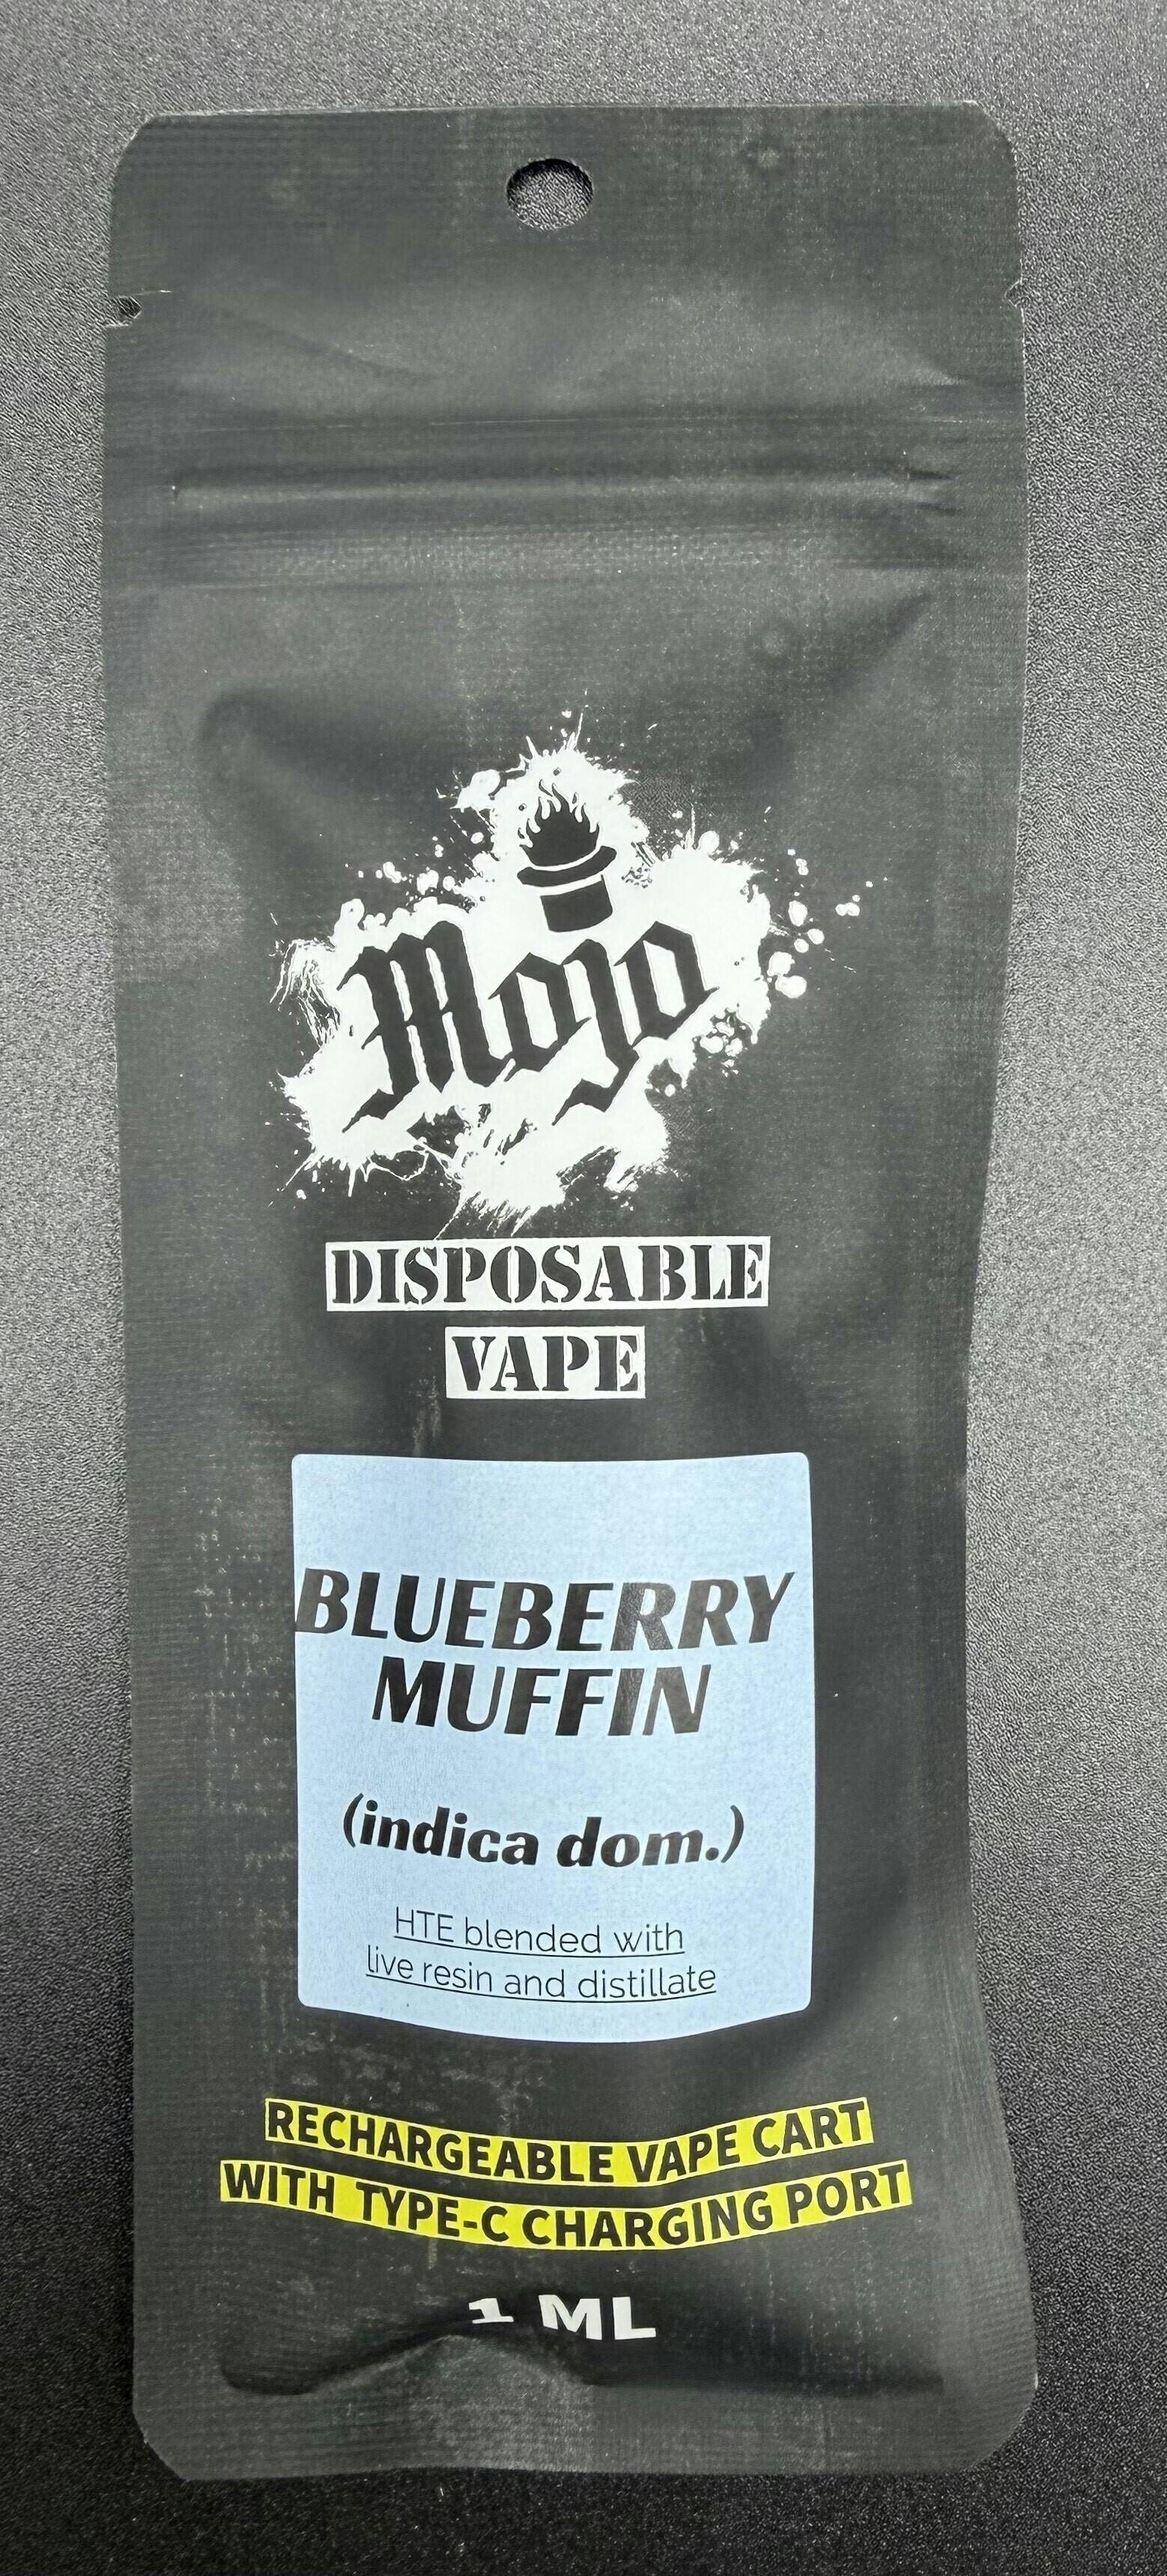 Mojo
DISPOSABLE
VAPE
BLUEBERRY
MUFFIN
(indica dom.)
HTE blended with
live resin and distillate
RECHARGEABLE VAPE CART
WITH TYPE-C CHARGING PORT
1 ML